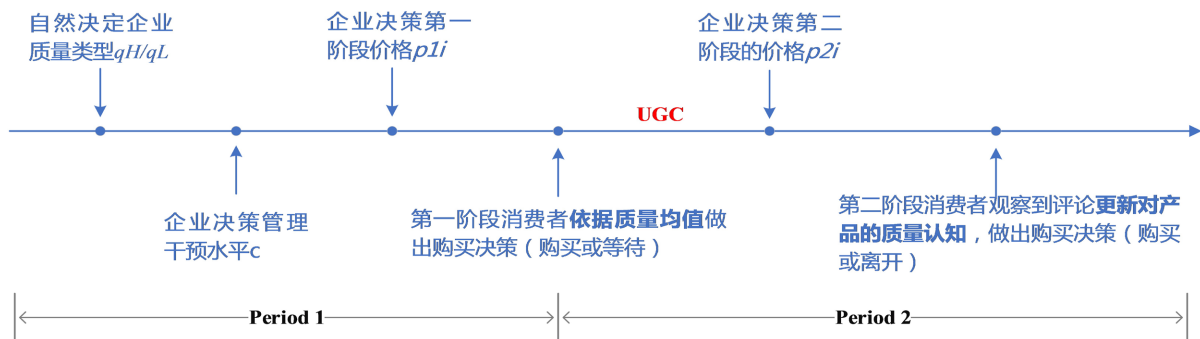 自然决定企业
质量类型qH/qL
企业决策第一
阶段价格p1i
企业决策第二
阶段的价格p2i
UGC
企业决策管理
干预水平c
第一阶段消费者依据质量均值做
出购买决策（购买或等待）
第二阶段消费者观察到评论更新对产
品的质量认知，做出购买决策（购买
或离开）
Period 1
Period 2